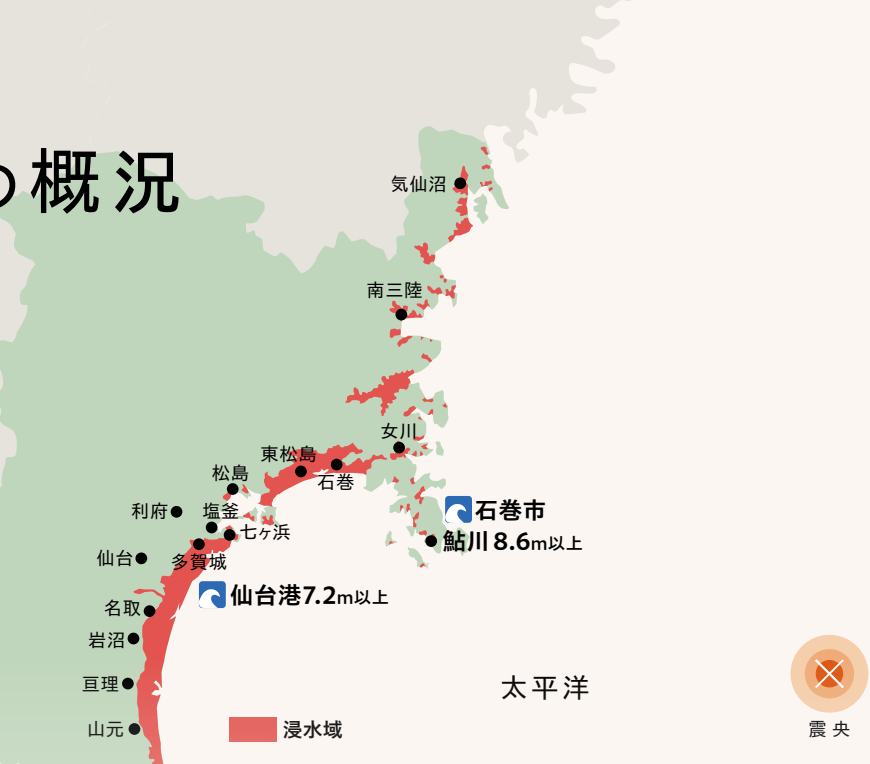 の概況
気仙沼
南三陸
女川
東松島
石巻
松島
利府
塩釜
七ヶ浜
石巻市
鮎川8.6m以上
仙台
多賀城
仙台港7.2m以上
名取
岩沼
亘理
太平洋
山元
浸水域
震央